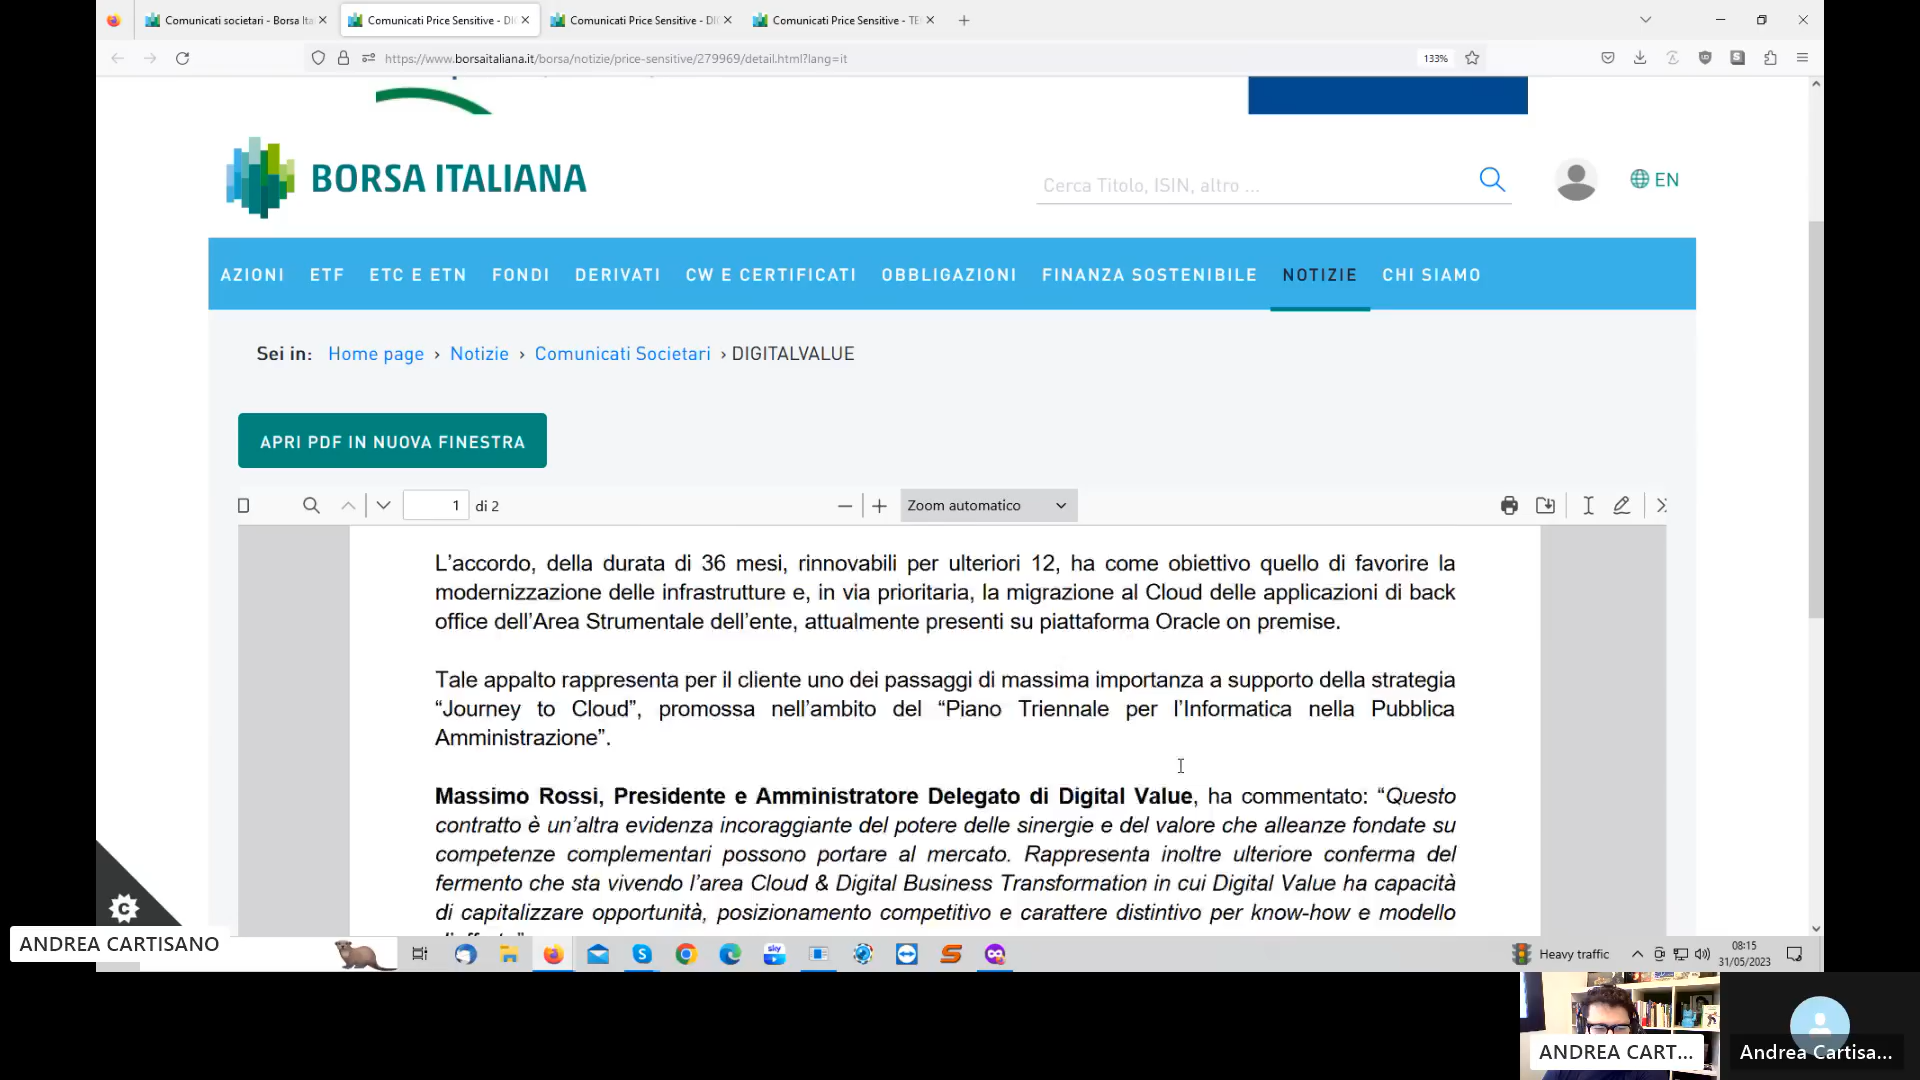 Comunicati societari - Borsa Ita
Comunicati Price Sensitive - DI
Comunicati Price Sensitive - DI
Comunicati Price Sensitive - TE
https://www.borsaitaliana.it/borsa/notizie/price-sensitive/279969/detail.html?lang=it
133%
BORSA ITALIANA
Cerca Titolo, ISIN, altro ...
EN
AZIONI ETF ETC E ETN FONDI DERIVATI CW E CERTIFICATI OBBLIGAZIONI FINANZA SOSTENIBILE NOTIZIE CHI SIAMO
Sei in: Home page › Notizie › Comunicati Societari › DIGITALVALUE
APRI PDF IN NUOVA FINESTRA
1 di 2
Zoom automatico
L’accordo, della durata di 36 mesi, rinnovabili per ulteriori 12, ha come obiettivo quello di favorire la
modernizzazione delle infrastrutture e, in via prioritaria, la migrazione al Cloud delle applicazioni di back
office dell’Area Strumentale dell’ente, attualmente presenti su piattaforma Oracle on premise.
Tale appalto rappresenta per il cliente uno dei passaggi di massima importanza a supporto della strategia
“Journey to Cloud”, promossa nell’ambito del “Piano Triennale per l’Informatica nella Pubblica
Amministrazione”.
Massimo Rossi, Presidente e Amministratore Delegato di Digital Value, ha commentato: “Questo
contratto è un’altra evidenza incoraggiante del potere delle sinergie e del valore che alleanze fondate su
competenze complementari possono portare al mercato. Rappresenta inoltre ulteriore conferma del
fermento che sta vivendo l’area Cloud & Digital Business Transformation in cui Digital Value ha capacità
di capitalizzare opportunità, posizionamento competitivo e carattere distintivo per know-how e modello
ANDREA CARTISANO
sky
Heavy traffic
08:15
31/05/2023
ANDREA CART...
Andrea Cartisa...